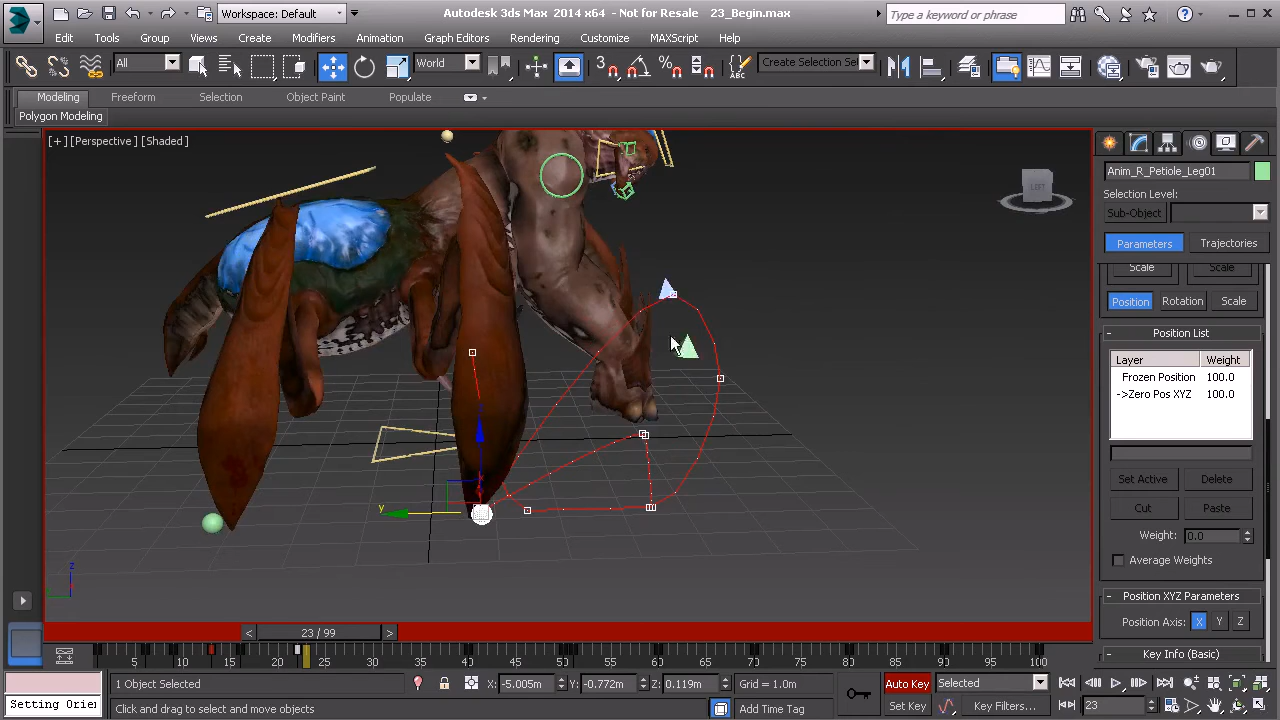 Workspace: Default
Autodesk 3ds Max 2014 x64 - Not for Resale 23_Begin.max
Type a keyword or phrase
Edit Tools Group Views Create Modifiers Animation Graph Editors Rendering Customize MAXScript Help
All
World
Create Selection Se
Modeling Freeform Selection Object Paint Populate
Polygon Modeling
[+] [Perspective] [Shaded]
LEFT
Anim_R_Petiole_Leg01
Selection Level:
Sub-Object
Parameters Trajectories
Scale Scale
Position Rotation Scale
- Position List
Layer Weight
Frozen Position 100.0
->Zero Pos XYZ 100.0
Set Active Delete
Cut Paste
Weight: 0.0
Average Weights
- Position XYZ Parameters
Position Axis: X Y Z
- Key Info (Basic)
y
z
< 23 / 99 >
5 10 15 25 30 35 40 45 50 55 60 65 70 75 80 85 90 95 100
1 Object Selected
X: -5.005m Y: -0.772m Z: 0.119m Grid = 1.0m
Auto Key Selected
Setting Orie
Click and drag to select and move objects
Add Time Tag
Set Key Key Filters... 23